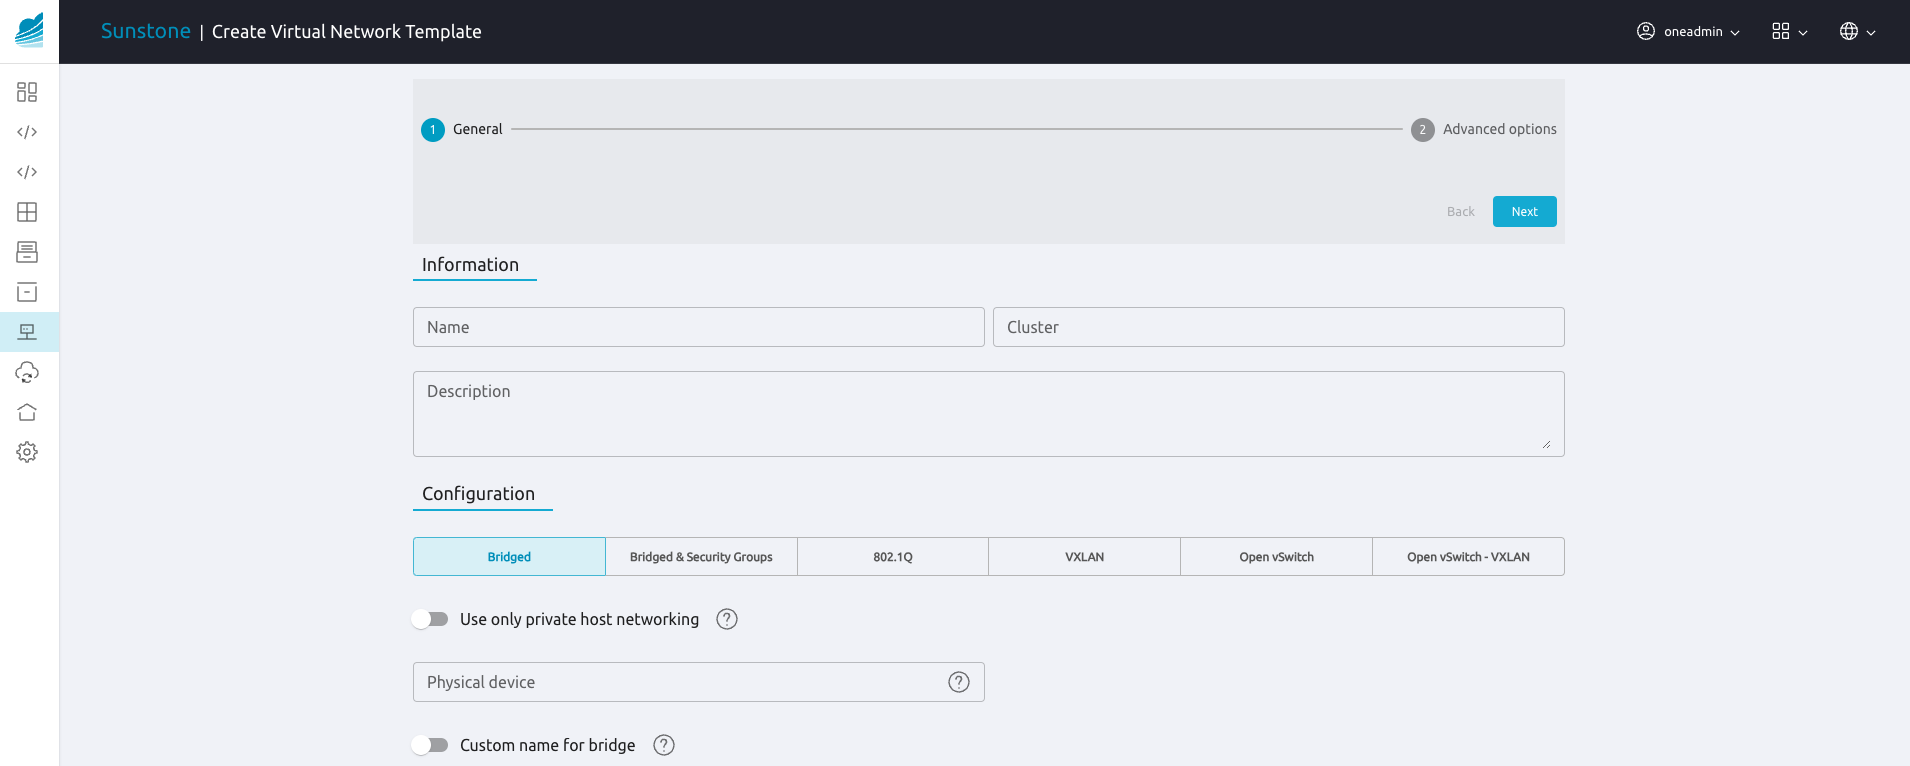 Sunstone | Create Virtual Network Template
oneadmin
1 General
2 Advanced options
Back
Next
Information
Name
Cluster
Description
Configuration
Bridged
Bridged & Security Groups
802.1Q
VXLAN
Open vSwitch
Open vSwitch - VXLAN
Use only private host networking ?
Physical device ?
Custom name for bridge ?